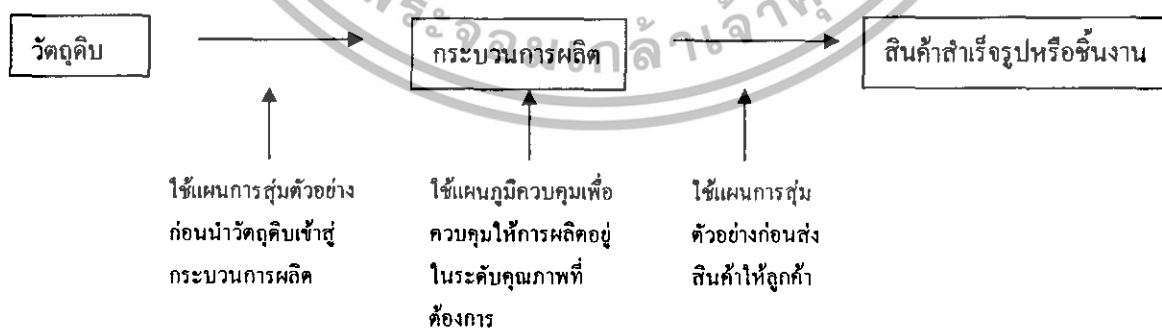 วัตถุดิบ
กระบวนการผลิต
สินค้าสำเร็จรูปหรือชิ้นงาน
ใช้แผนการสุ่มตัวอย่าง
ก่อนนำวัตถุดิบเข้าสู่
กระบวนการผลิต
ใช้แผนภูมิควบคุมเพื่อ
ควบคุมให้การผลิตอยู่
ในระดับคุณภาพที่
ต้องการ
ใช้แผนการสุ่ม
ตัวอย่างก่อนส่ง
สินค้าให้ลูกค้า